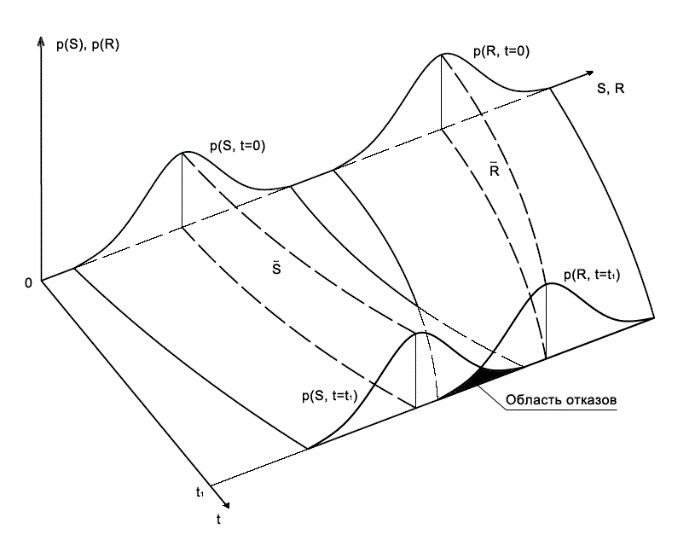 p(S), p(R)
p(R, t=0)
S, R
p(S, t=0)
R̄
S̄
p(R, t=t₁)
0
p(S, t=t₁)
Область отказов
t₁
t